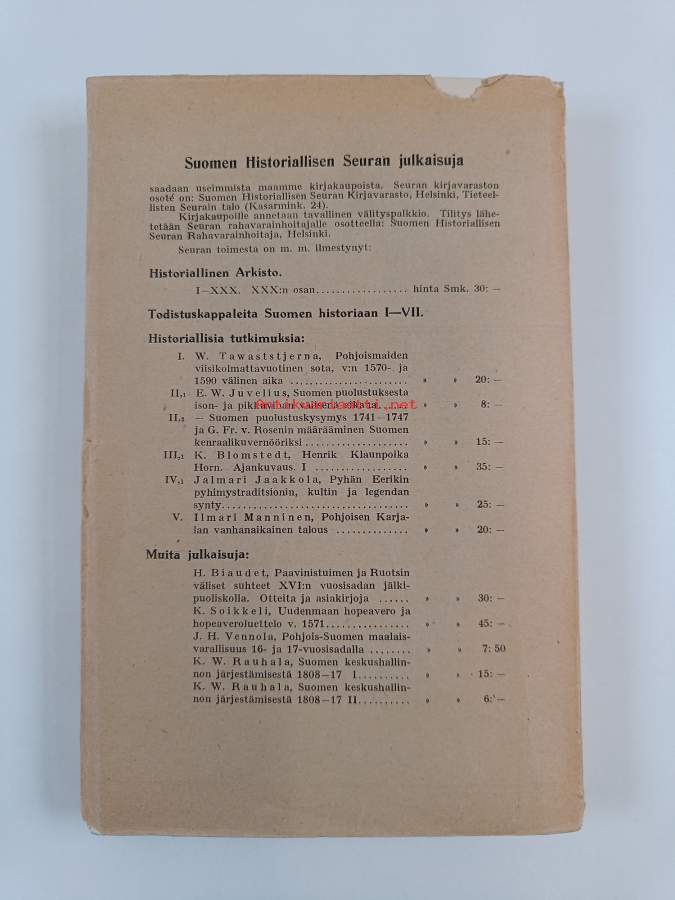 Suomen Historiallisen Seuran julkaisuja
saadaan useimmista maamme kirjakaupoista. Seuran kirjavaraston
osote on: Suomen Historiallisen Seuran Kirjavarasto, Helsinki, Tieteel-
listen Seurain talo (Kasarmink. 24).
Kirjakaupoille annetaan tavallinen välityspalkkio. Tilitys lähe-
tetään Seuran rahavarainhoitajalle osotteella: Suomen Historiallisen
Seuran Rahavarainhoitaja, Helsinki.
Seuran toimesta on m. m. ilmestynyt:
Historiallinen Arkisto.
I—XXX. XXX:n osan................. hinta Smk. 30: —
Todistuskappaleita Suomen historiaan I—VII.
Historiallisia tutkimuksia:
I. W. Tawaststjerna, Pohjoismaiden
viisikolmattavuotinen sota, v:n 1570- ja
1590 välinen aika ..................... » » 20: —
II,1 E. W. Juvelius, Suomen puolustuksesta
ison- ja pikkuvihan » » 8: —
Antikvariaatti.net
II,2 — Suomen puolustuskysymys 1741—1747
ja G. Fr. v. Rosenin määrääminen Suomen
kenraalikuvernööriksi ................... » » 15: —
III,1 K. Blomstedt, Henrik Klaunpoika
Horn. Ajankuvaus. I .................. » » 35: —
IV,1 Jalmari Jaakkola, Pyhän Eerikin
pyhimystraditsionin, kultin ja legendan
synty.................................. » » 25: —
V. Ilmari Manninen, Pohjoisen Karja-
lan vanhanaikainen talous .............. » » 20: —
Muita julkaisuja:
H. Biaudet, Paavinistuimen ja Ruotsin
väliset suhteet XVI:n vuosisadan jälki-
puoliskolla. Otteita ja asiakirjoja ...... » » 30: —
K. Soikkeli, Uudenmaan hopeavero ja
hopeaveroluettelo v. 1571................ » » 45: —
J. H. Vennola, Pohjois-Suomen maalais-
varallisuus 16- ja 17-vuosisadalla ........ » » 7: 50
K. W. Rauhala, Suomen keskushallin-
non järjestämisestä 1808—17 I.......... » » 15: —
K. W. Rauhala, Suomen keskushallin-
non järjestämisestä 1808—17 II.......... » » 6: —